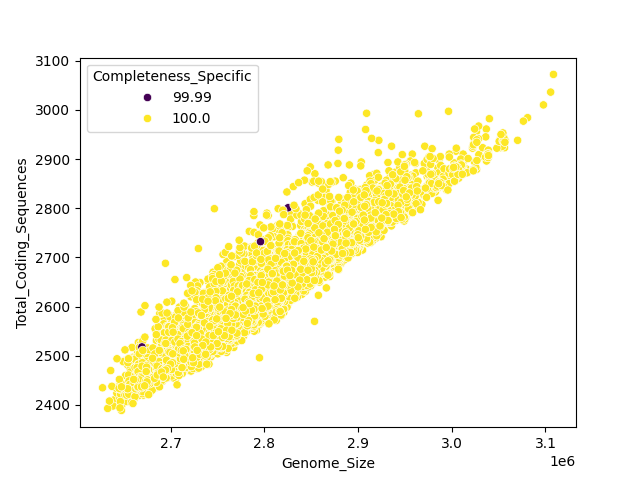 3100
3000
2900
2800
2700
2600
2500
2400
Total_Coding_Sequences
Completeness_Specific
99.99
100.0
2.7 2.8 2.9 3.0 3.1
1e6
Genome_Size